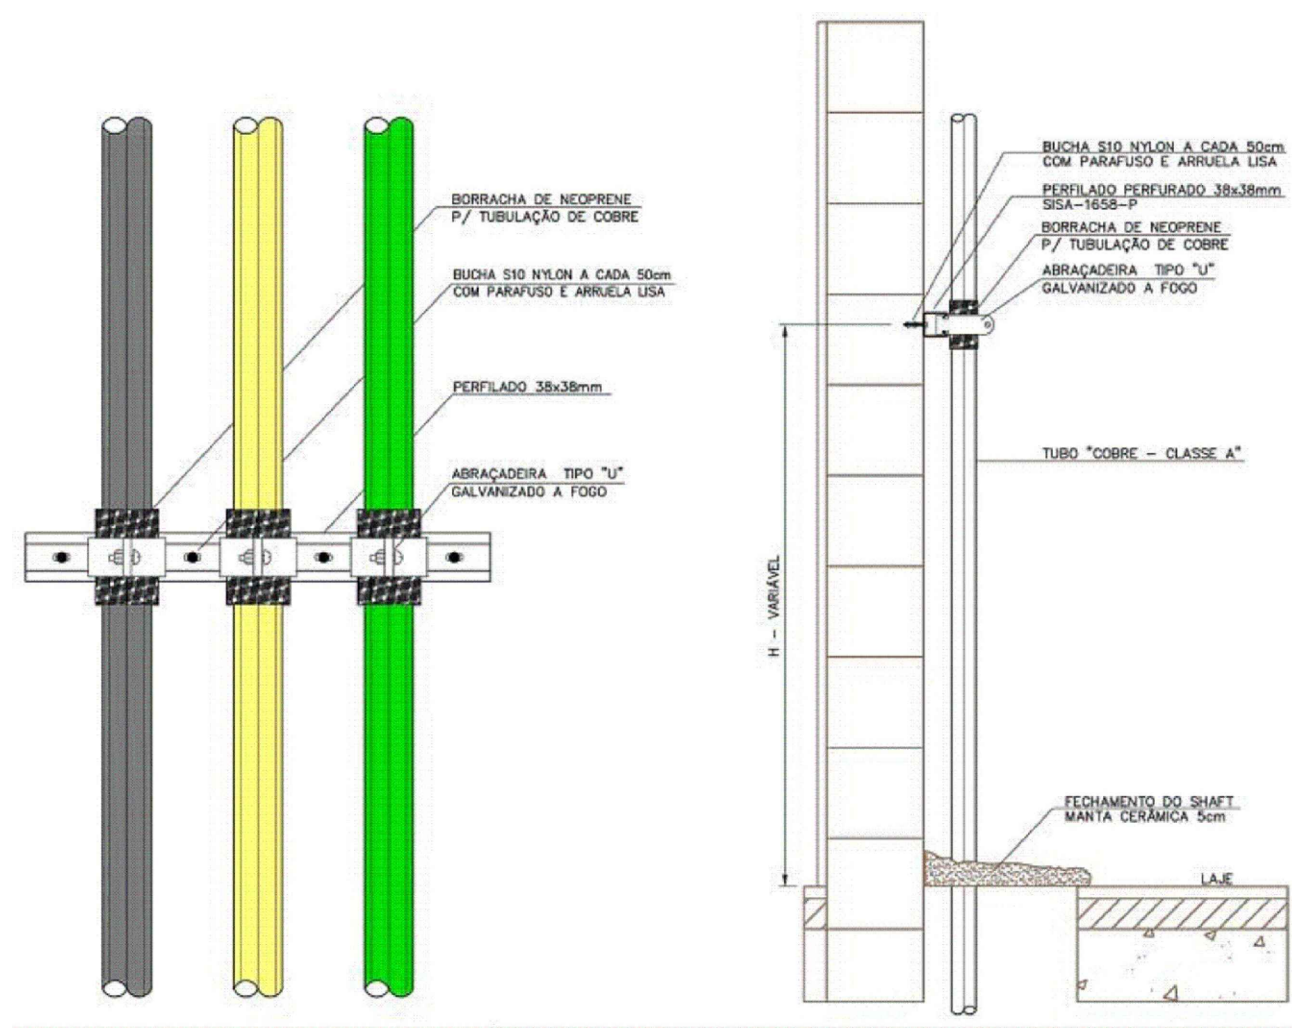 BORRACHA DE NEOPRENE
P/ TUBULAÇÃO DE COBRE
BUCHA S10 NYLON A CADA 50cm
COM PARAFUSO E ARRUELA LISA
PERFILADO 38x38mm
ABRAÇADEIRA TIPO "U"
GALVANIZADO A FOGO
BUCHA S10 NYLON A CADA 50cm
COM PARAFUSO E ARRUELA LISA
PERFILADO PERFURADO 38x38mm
SISA-1658-P
BORRACHA DE NEOPRENE
P/ TUBULAÇÃO DE COBRE
ABRAÇADEIRA TIPO "U"
GALVANIZADO A FOGO
TUBO "COBRE - CLASSE A"
H - VARIÁVEL
FECHAMENTO DO SHAFT
MANTA CERÂMICA 5cm
LAJE